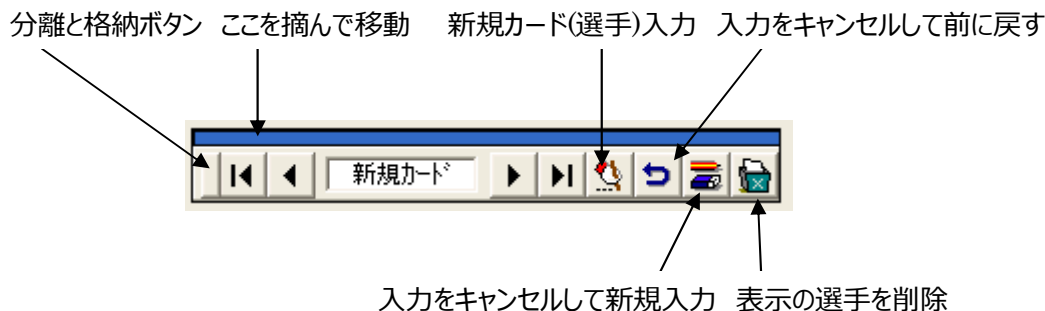 分離と格納ボタン ここを摘んで移動 新規カード(選手)入力 入力をキャンセルして前に戻す
新規カード
入力をキャンセルして新規入力 表示の選手を削除